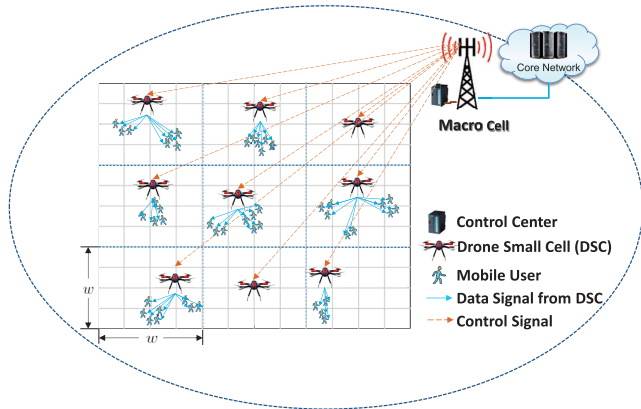 Core Network
Macro Cell
Control Center
Drone Small Cell (DSC)
Mobile User
Data Signal from DSC
Control Signal
w
w